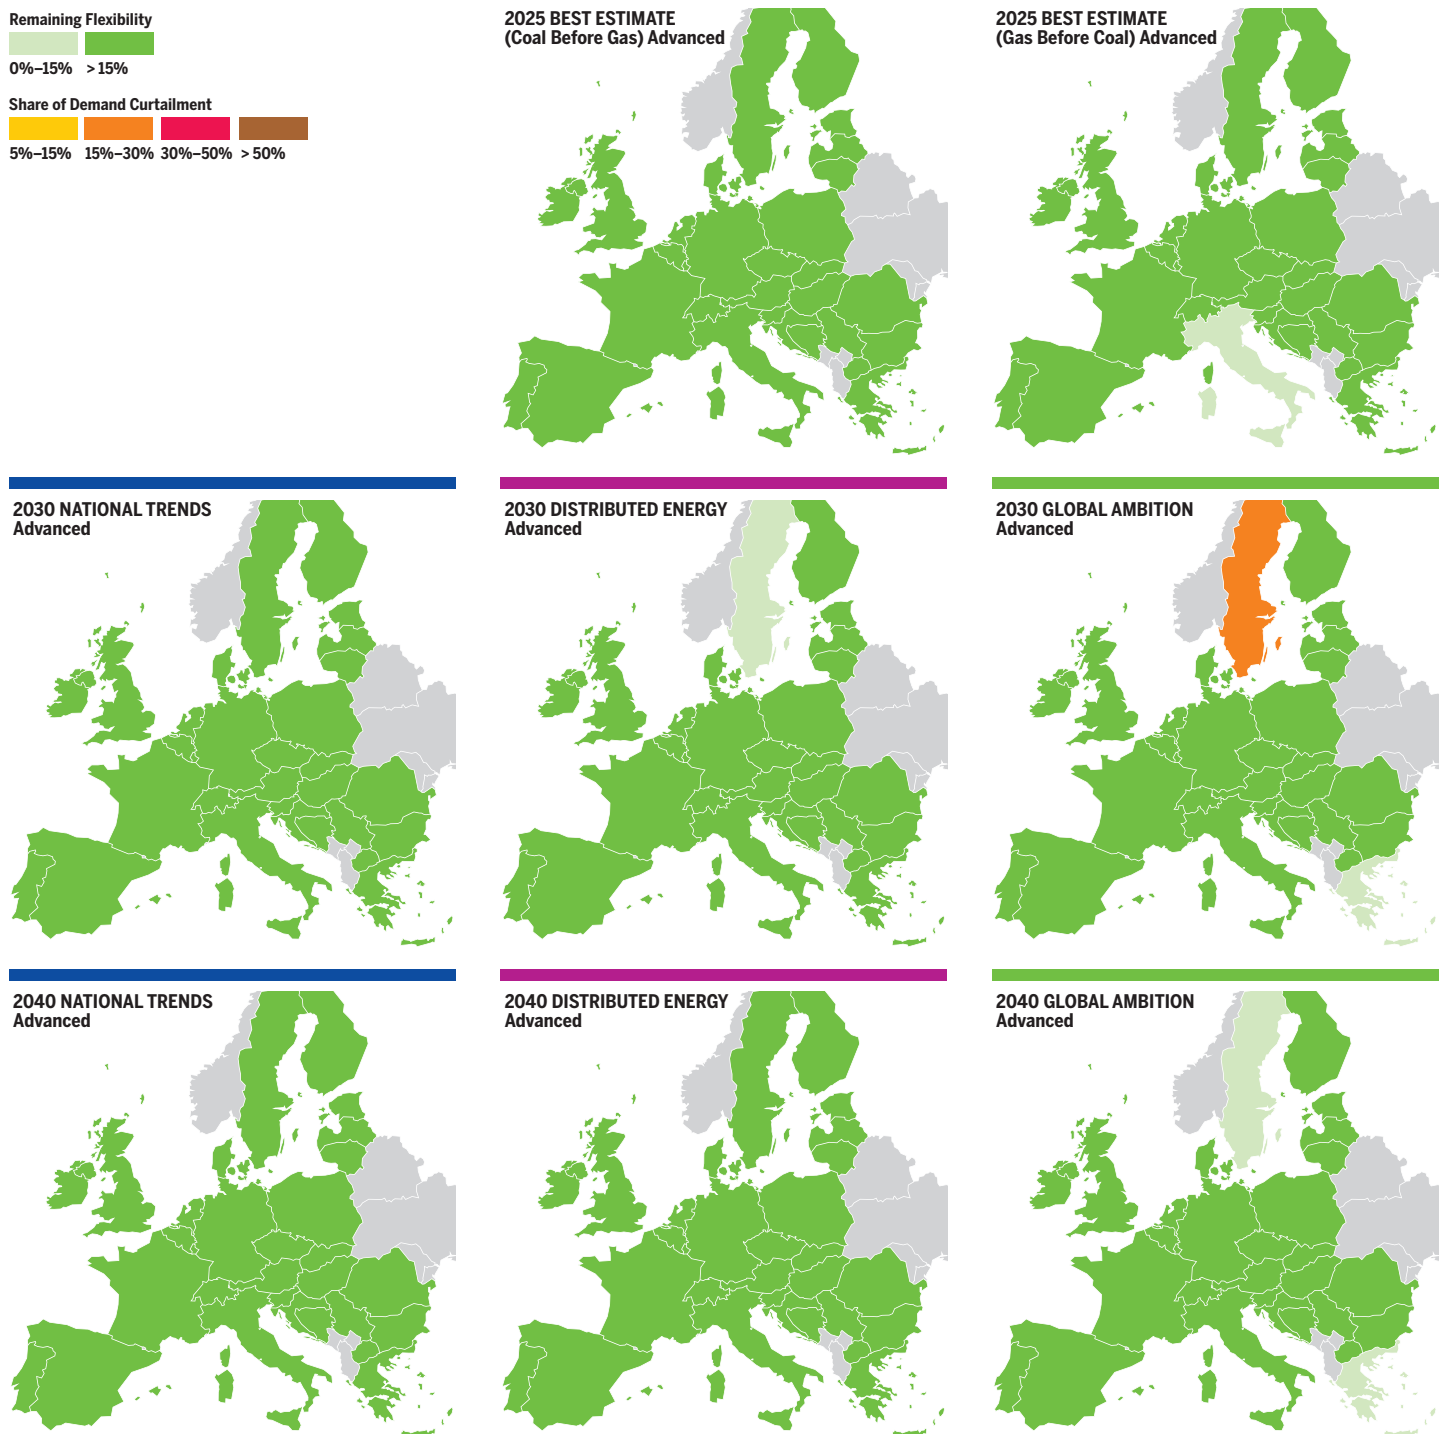 Remaining Flexibility
0%–15% > 15%
Share of Demand Curtailment
5%–15% 15%–30% 30%–50% > 50%
2025 BEST ESTIMATE
(Coal Before Gas) Advanced
2025 BEST ESTIMATE
(Gas Before Coal) Advanced
2030 NATIONAL TRENDS
Advanced
2030 DISTRIBUTED ENERGY
Advanced
2030 GLOBAL AMBITION
Advanced
2040 NATIONAL TRENDS
Advanced
2040 DISTRIBUTED ENERGY
Advanced
2040 GLOBAL AMBITION
Advanced